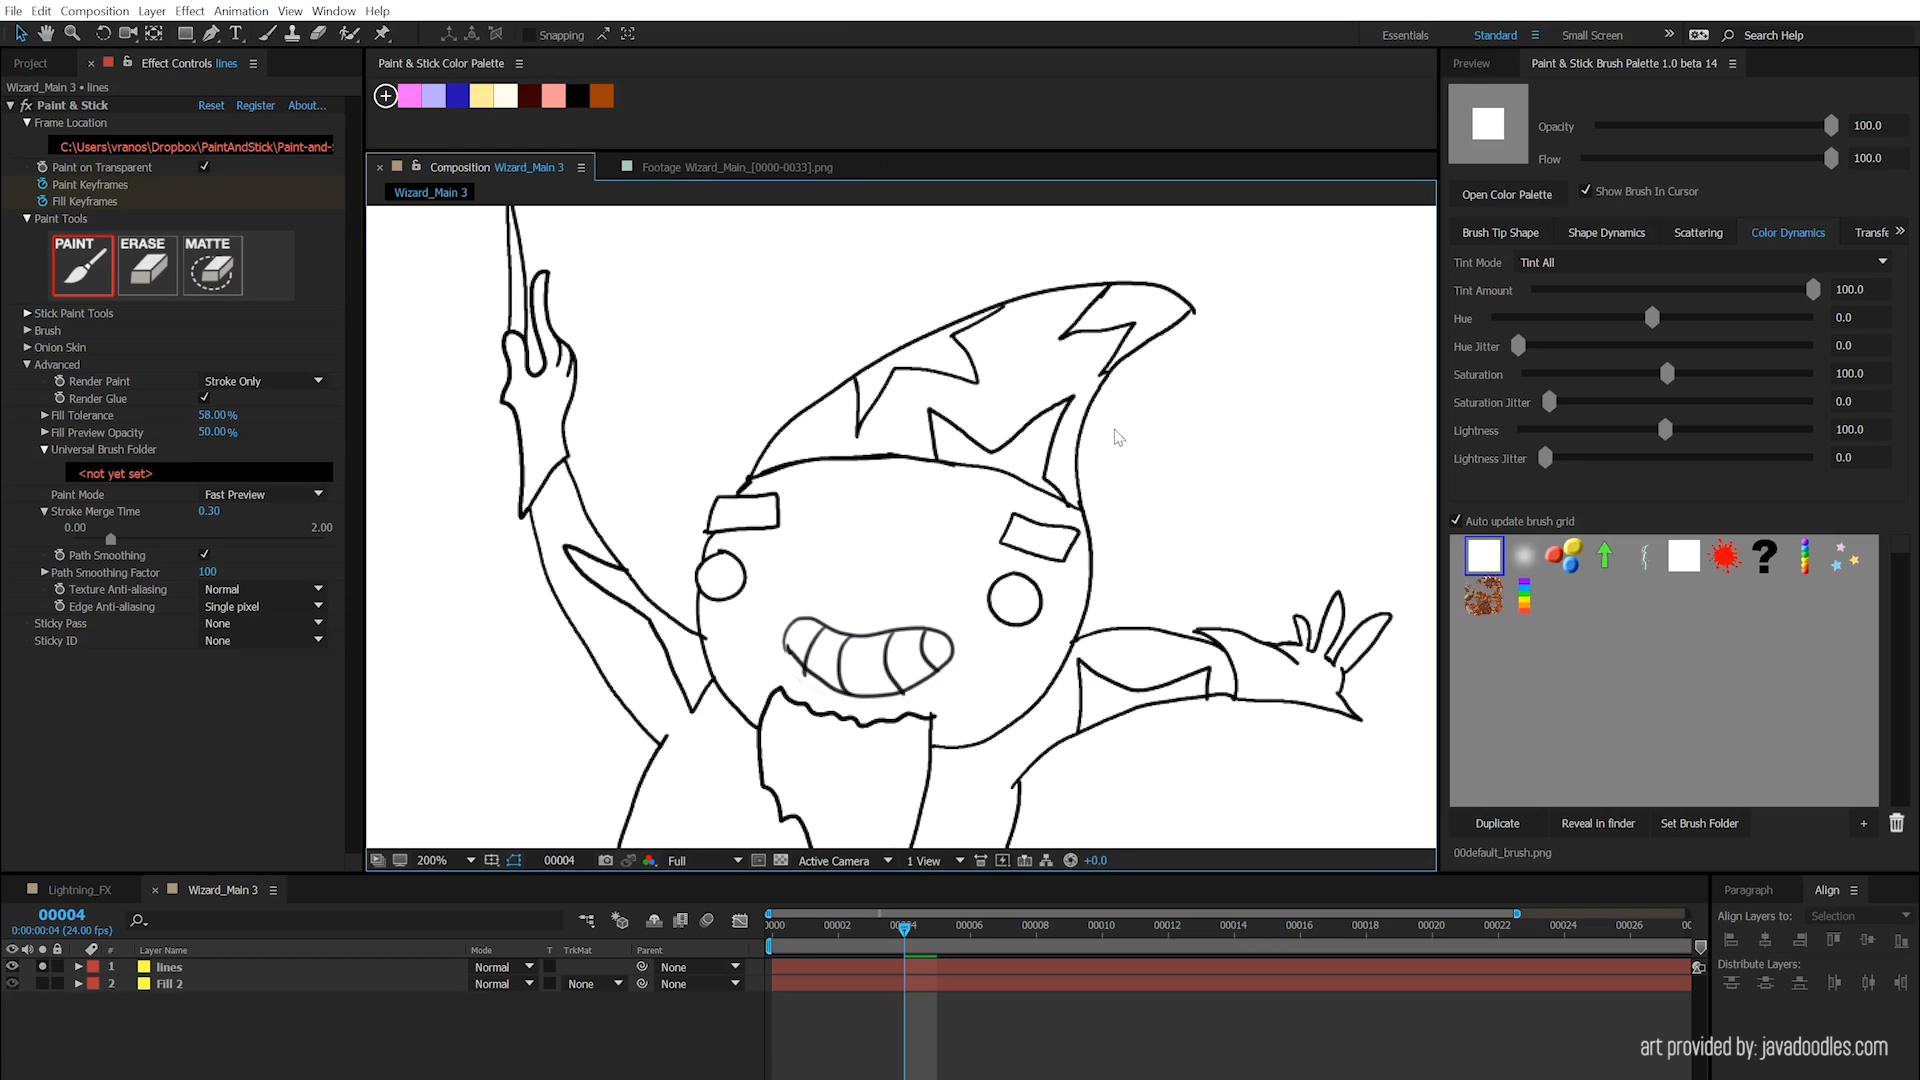 File Edit Composition Layer Effect Animation View Window Help
Snapping
Essentials Standard Small Screen Search Help
Project Effect Controls lines
Wizard_Main 3 • lines
Paint & Stick Reset Register About...
Frame Location
C:\Users\vranos\Dropbox\PaintAndStick\Paint-and-
Paint on Transparent
Paint Keyframes
Fill Keyframes
Paint Tools
PAINT ERASE MATTE
Stick Paint Tools
Brush
Onion Skin
Advanced
Render Paint Stroke Only
Render Glue
Fill Tolerance 58.00%
Fill Preview Opacity 50.00%
Universal Brush Folder
<not yet set>
Paint Mode Fast Preview
Stroke Merge Time 0.30
0.00 2.00
Path Smoothing
Path Smoothing Factor 100
Texture Anti-aliasing Normal
Edge Anti-aliasing Single pixel
Sticky Pass None
Sticky ID None
Paint & Stick Color Palette
Composition Wizard_Main 3 Footage Wizard_Main_[0000-0033].png
Wizard_Main 3
200% 00004 Full Active Camera 1 View +0.0
Preview Paint & Stick Brush Palette 1.0 beta 14
Opacity 100.0
Flow 100.0
Open Color Palette Show Brush In Cursor
Brush Tip Shape Shape Dynamics Scattering Color Dynamics Transfe
Tint Mode Tint All
Tint Amount 100.0
Hue 0.0
Hue Jitter 0.0
Saturation 100.0
Saturation Jitter 0.0
Lightness 100.0
Lightness Jitter 0.0
Auto update brush grid
?
Duplicate Reveal in finder Set Brush Folder +
00default_brush.png
Lightning_FX Wizard_Main 3
00004
0:00:00:04 (24.00 fps)
# Layer Name Mode T TrkMat Parent
1 lines Normal None
2 Fill 2 Normal None None
0000 00002 00004 00006 00008 00010 00012 00014 00016 00018 00020 00022 00024 00026 00
Paragraph Align
Align Layers to: Selection
Distribute Layers:
art provided by: javadoodles.com